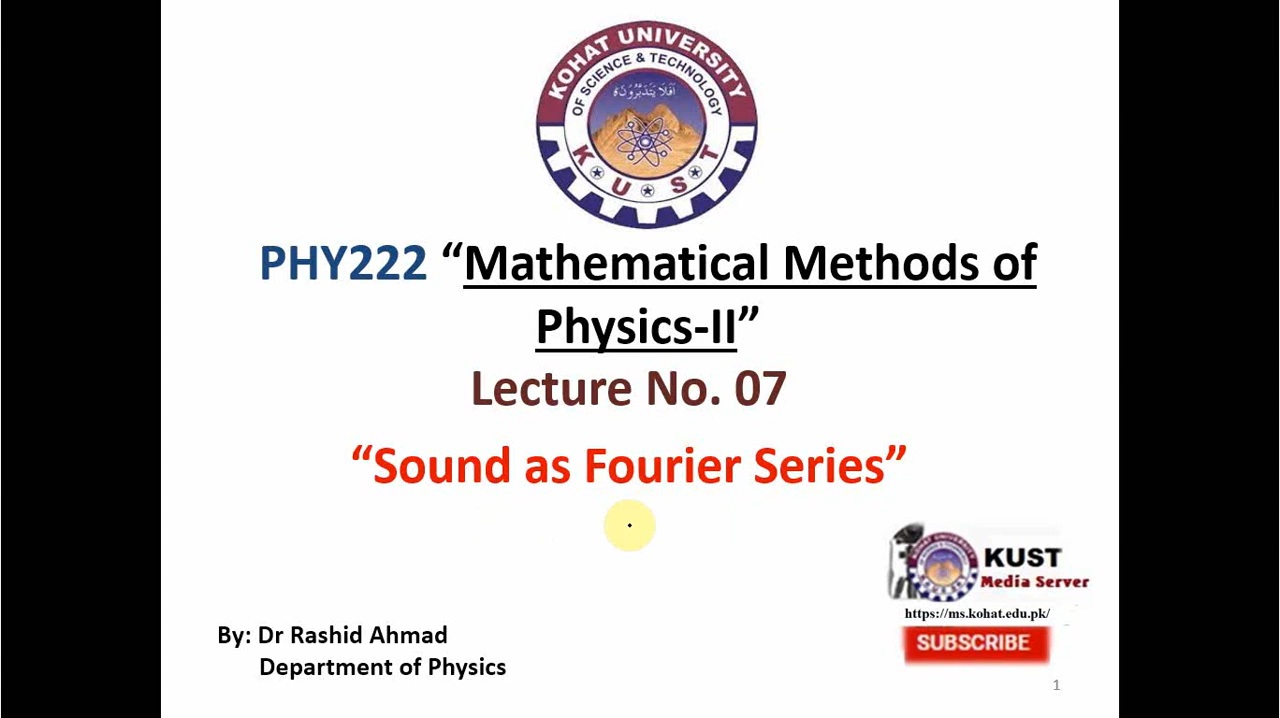 KOHAT UNIVERSITY
OF SCIENCE & TECHNOLOGY
أَفَلَا يَتَدَبَّرُونَ
K U S T
PHY222 “Mathematical Methods of
Physics-II”
Lecture No. 07
“Sound as Fourier Series”
KUST
Media Server
https://ms.kohat.edu.pk/
SUBSCRIBE
By: Dr Rashid Ahmad
Department of Physics
1